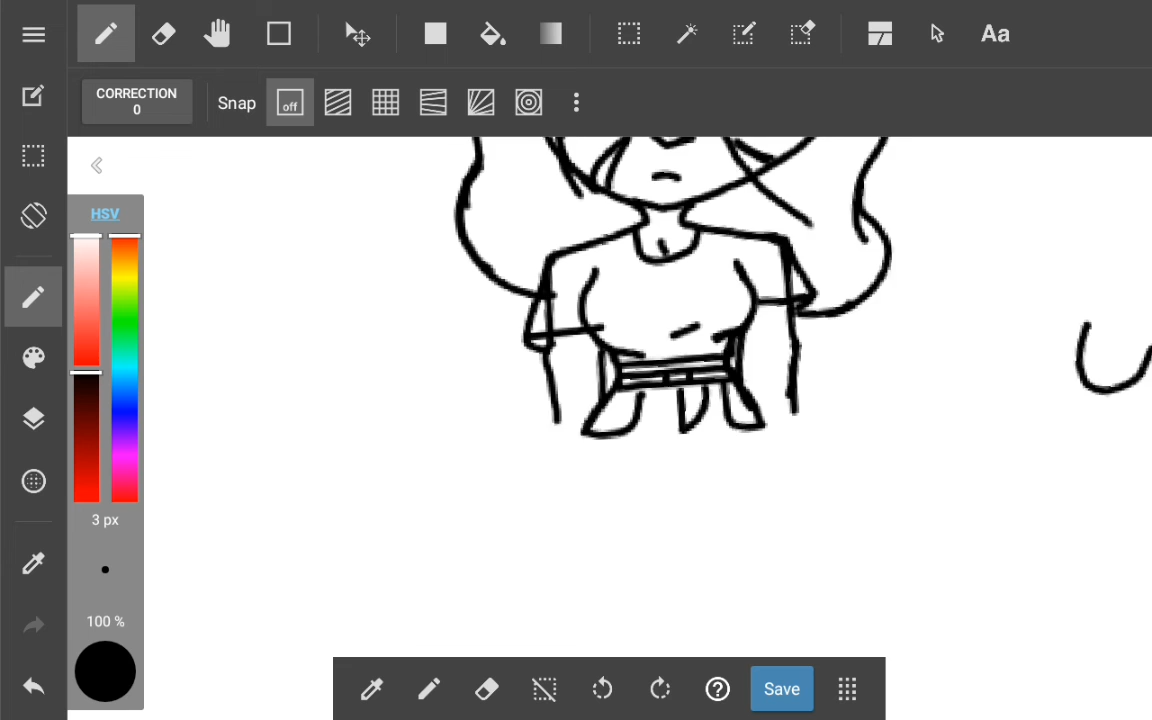 Aa
CORRECTION
0
Snap
off
HSV
3 px
100 %
Save